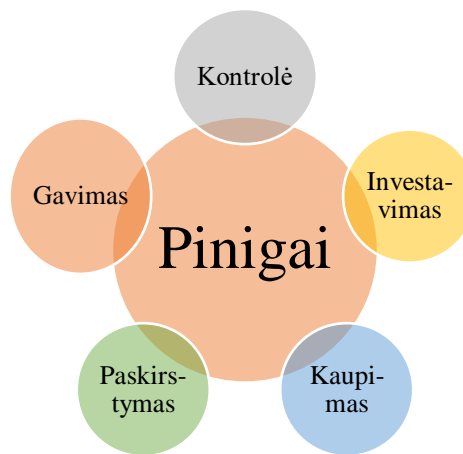 Kontrolė
Gavimas
Investa-
vimas
Pinigai
Paskirs-
tymas
Kaupi-
mas